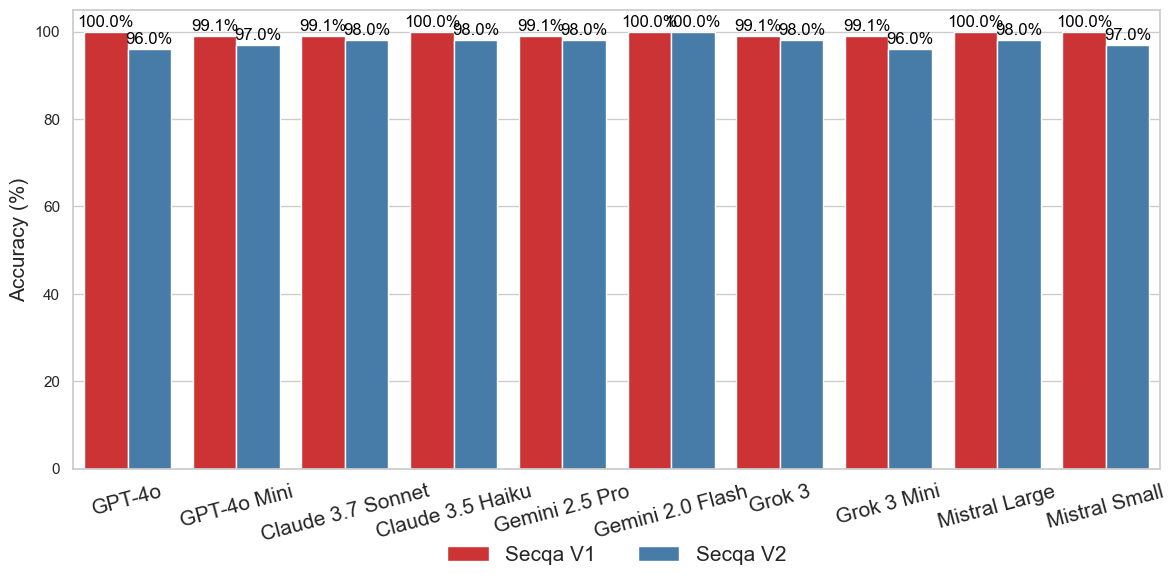 100.0% 96.0% 99.1% 97.0% 99.1% 98.0% 100.0% 98.0% 99.1% 98.0% 100.0% 100.0% 99.1% 98.0% 99.1% 96.0% 100.0% 98.0% 100.0% 97.0%
Accuracy (%)
100
80
60
40
20
0
GPT-4o GPT-4o Mini Claude 3.7 Sonnet Claude 3.5 Haiku Gemini 2.5 Pro Gemini 2.0 Flash Grok 3 Grok 3 Mini Mistral Large Mistral Small
Secqa V1 Secqa V2